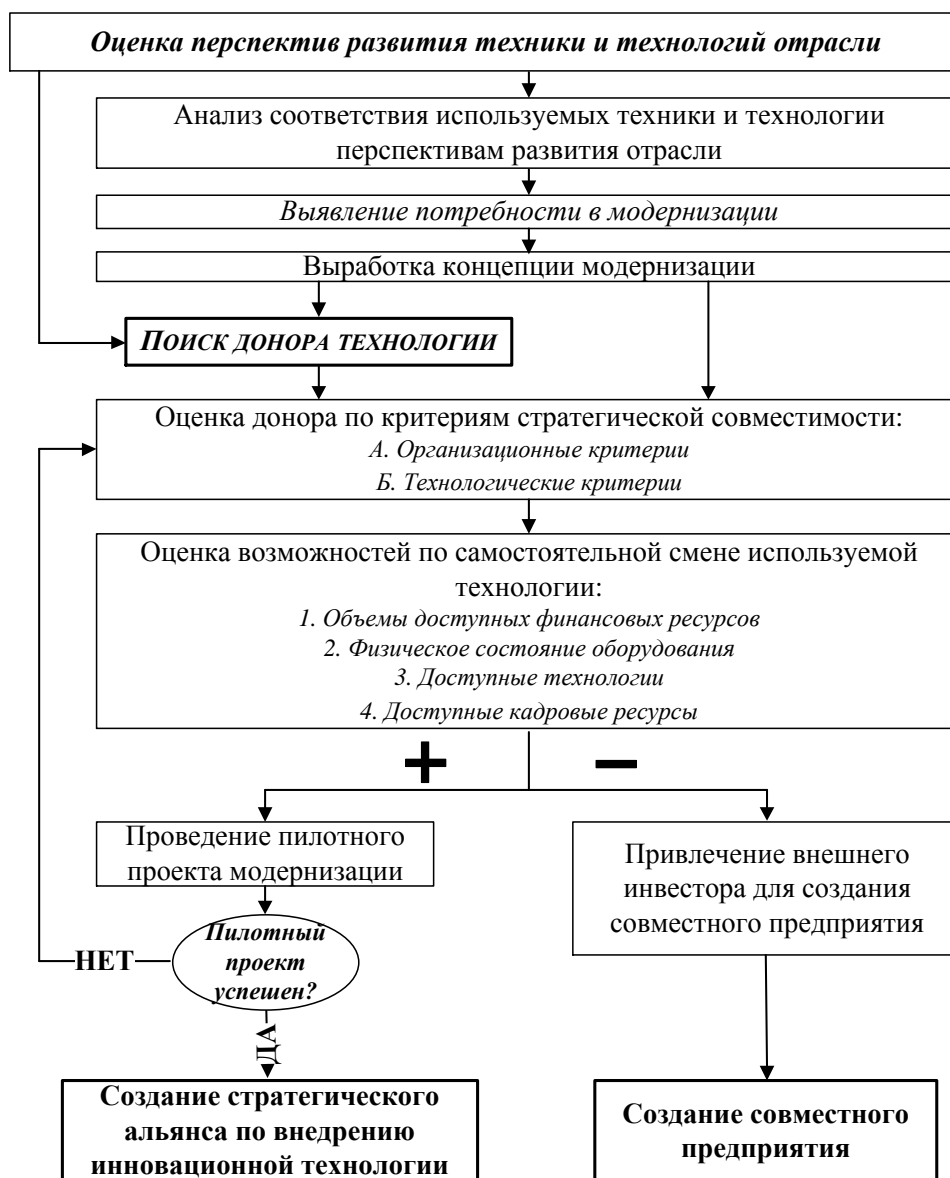 Оценка перспектив развития техники и технологий отрасли
Анализ соответствия используемых техники и технологии
перспективам развития отрасли
Выявление потребности в модернизации
Выработка концепции модернизации
ПОИСК ДОНОРА ТЕХНОЛОГИИ
Оценка донора по критериям стратегической совместимости:
А. Организационные критерии
Б. Технологические критерии
Оценка возможностей по самостоятельной смене используемой
технологии:
1. Объемы доступных финансовых ресурсов
2. Физическое состояние оборудования
3. Доступные технологии
4. Доступные кадровые ресурсы
+ −
Проведение пилотного
проекта модернизации
Привлечение внешнего
инвестора для создания
совместного предприятия
Пилотный
проект
успешен?
НЕТ
ДА
Создание стратегического
альянса по внедрению
инновационной технологии
Создание совместного
предприятия